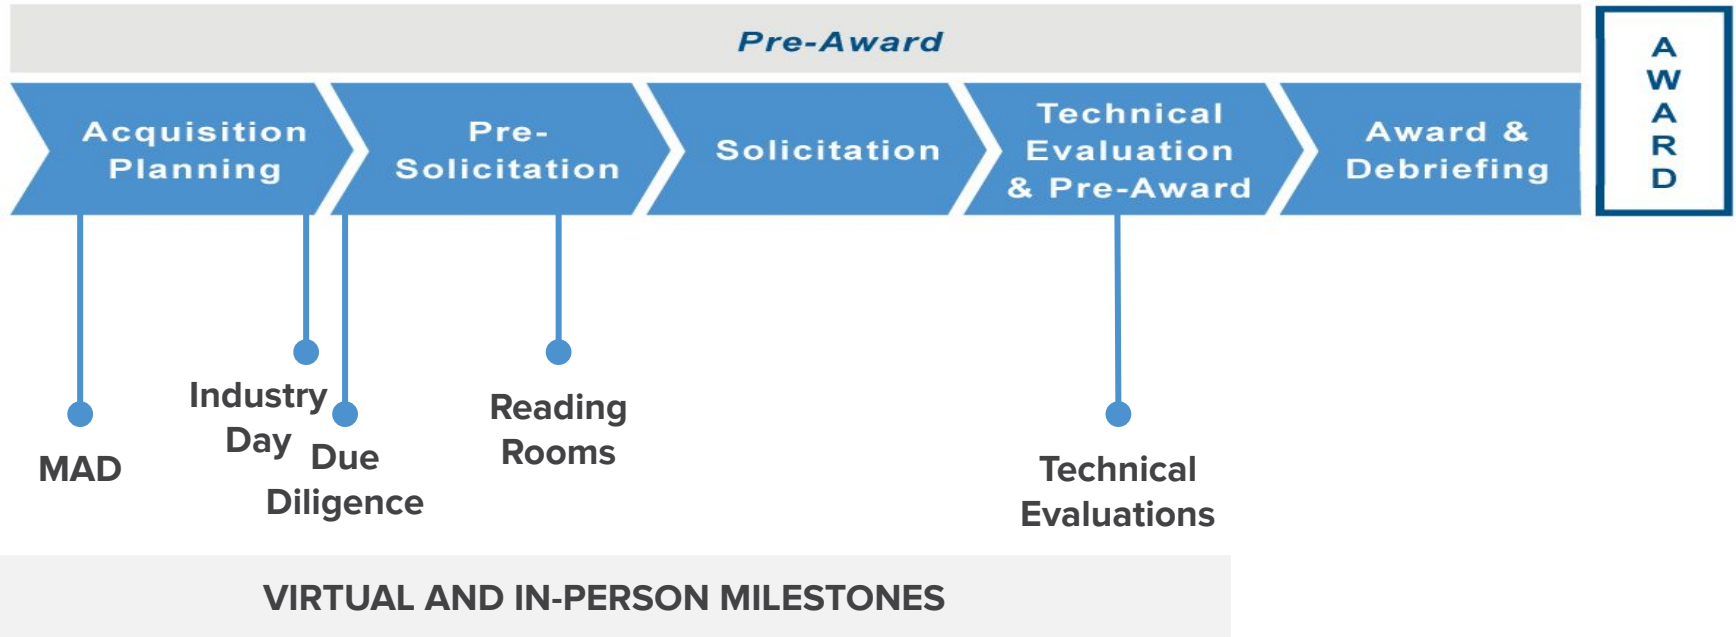 Pre-Award
Acquisition
Planning
Pre-
Solicitation
Solicitation
Technical
Evaluation
& Pre-Award
Award &
Debriefing
A
W
A
R
D
MAD
Industry
Day
Due
Diligence
Reading
Rooms
Technical
Evaluations
VIRTUAL AND IN-PERSON MILESTONES